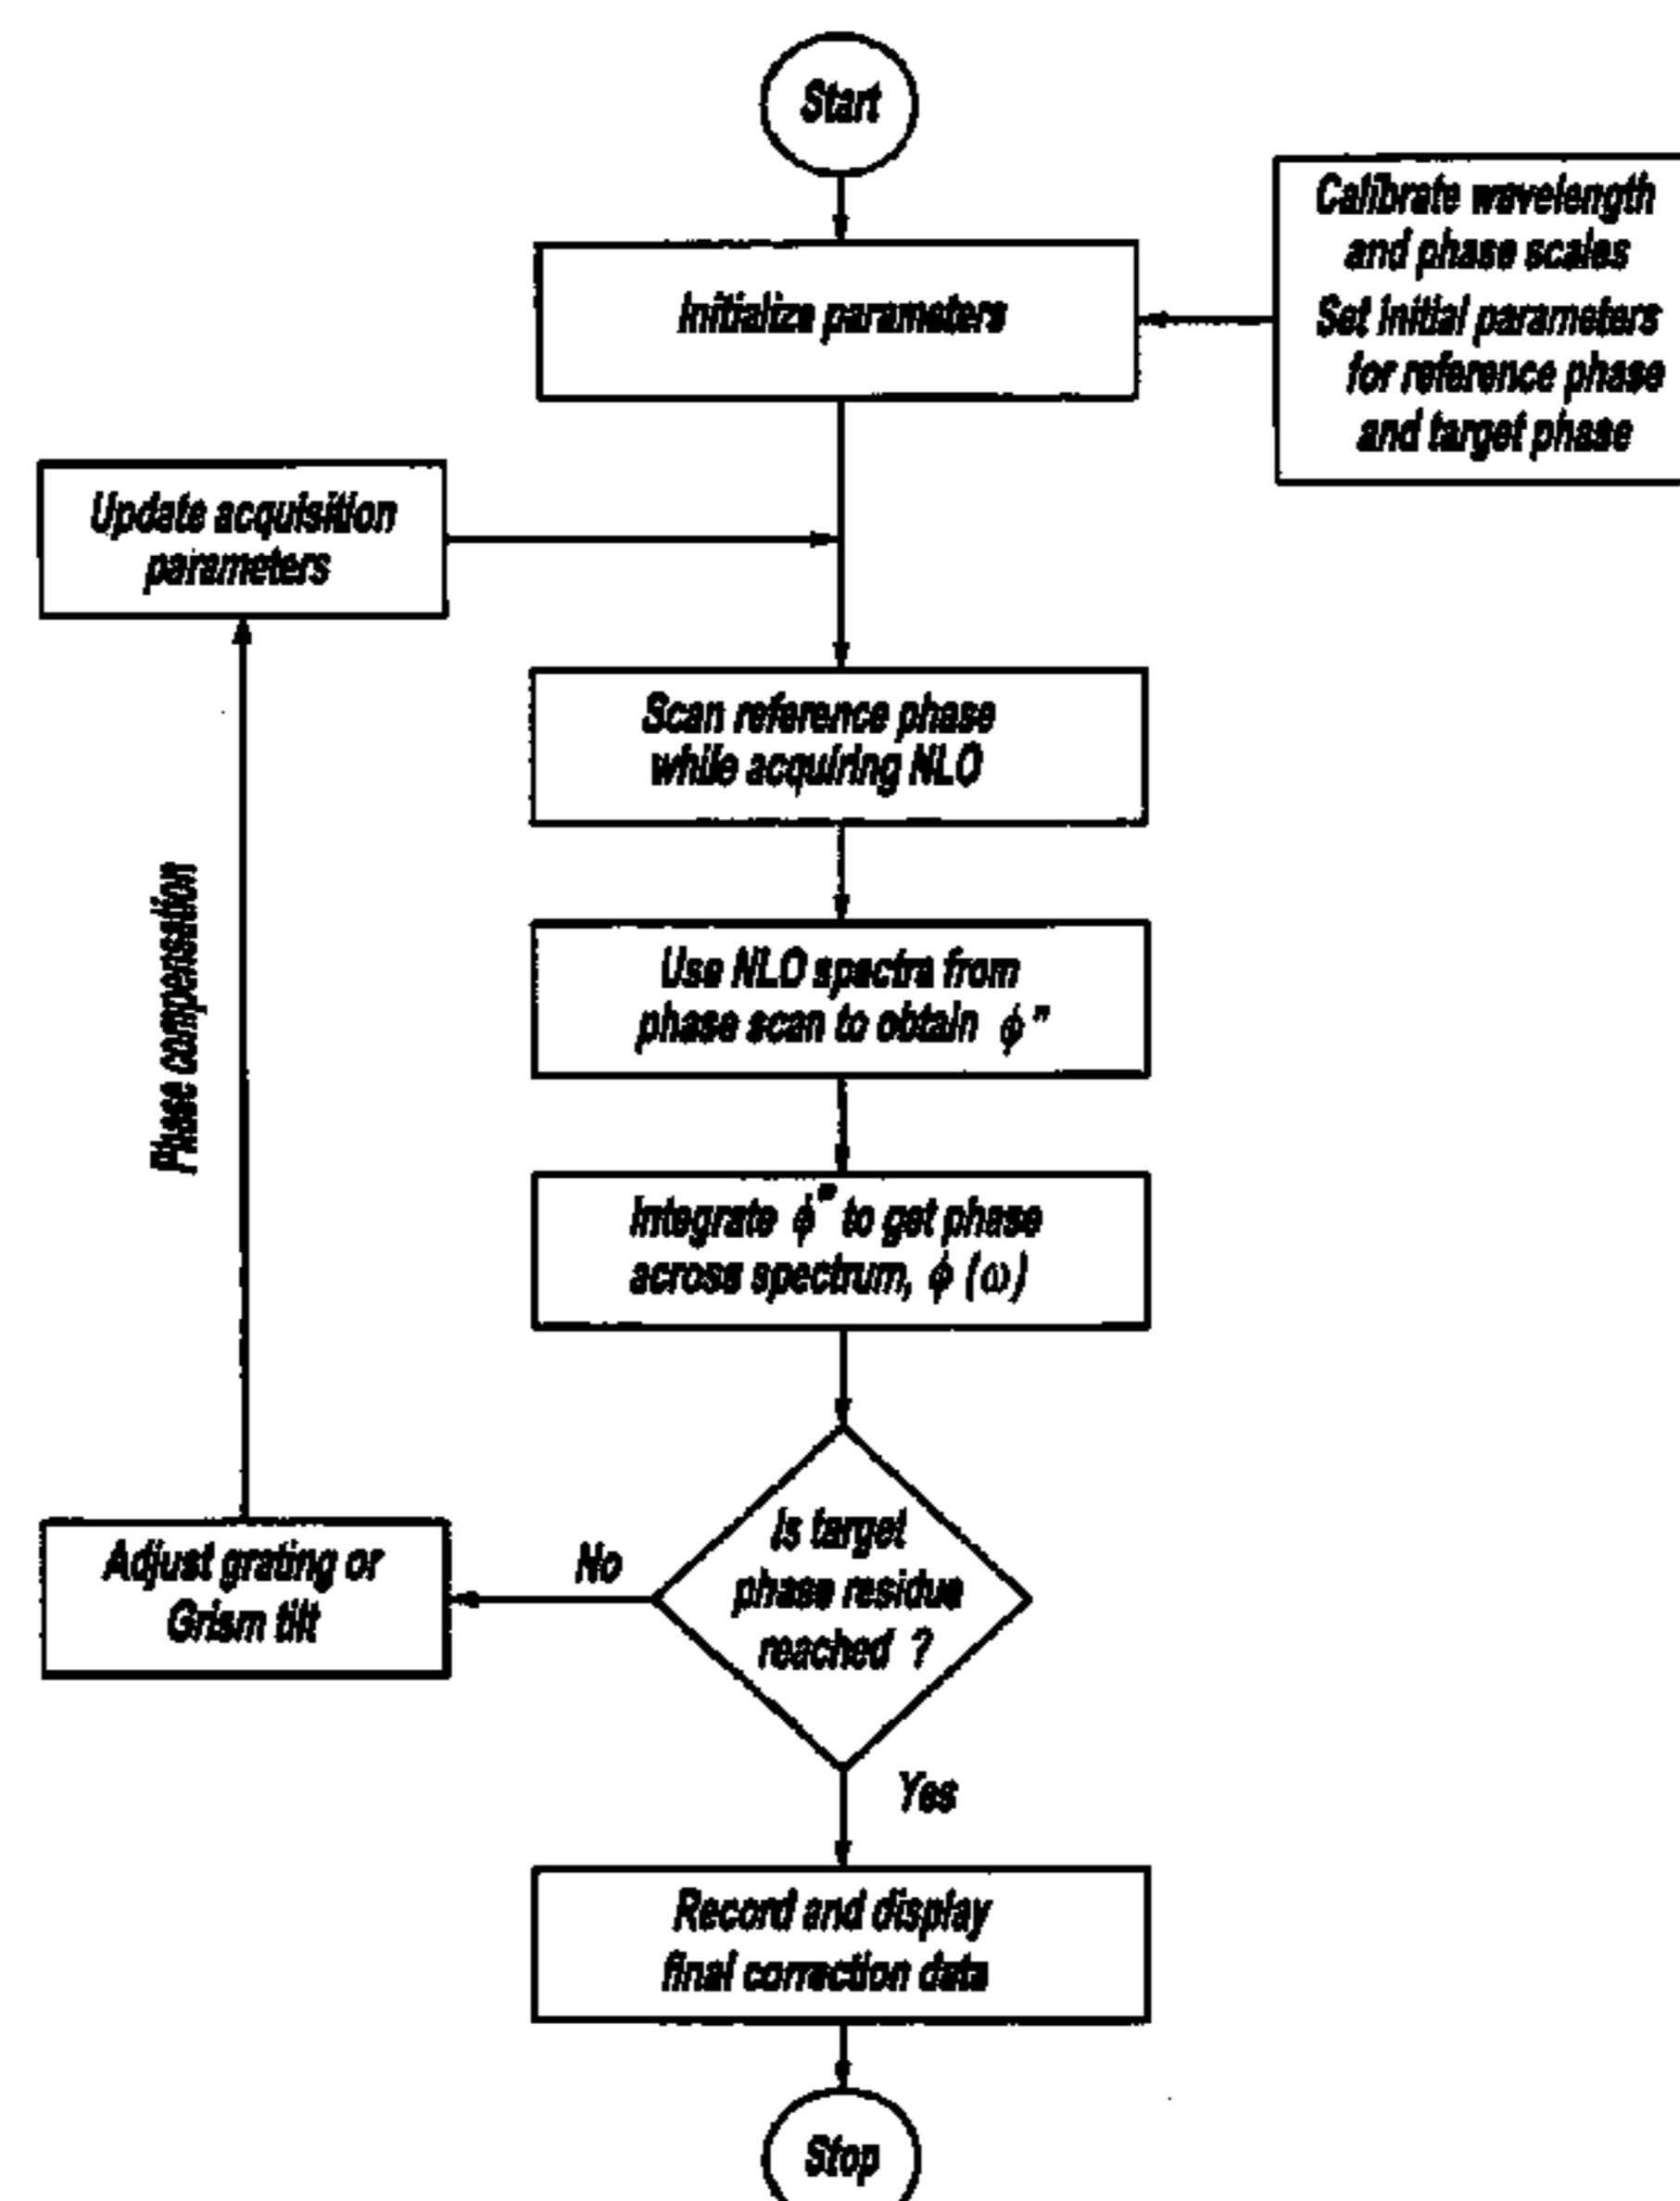 Start
Calibrate wavelength
and phase scales
Set initial parameters
for reference phase
and target phase
Initialize parameters
Update acquisition
parameters
Scan reference phase
while acquiring NLO
Use NLO spectra from
phase scan to obtain ϕ"
Phase compensation
Integrate ϕ" to get phase
across spectrum, ϕ (ω)
Is target
phase residue
reached ?
No
Adjust grating or
Grism tilt
Yes
Record and display
final correction data
Stop